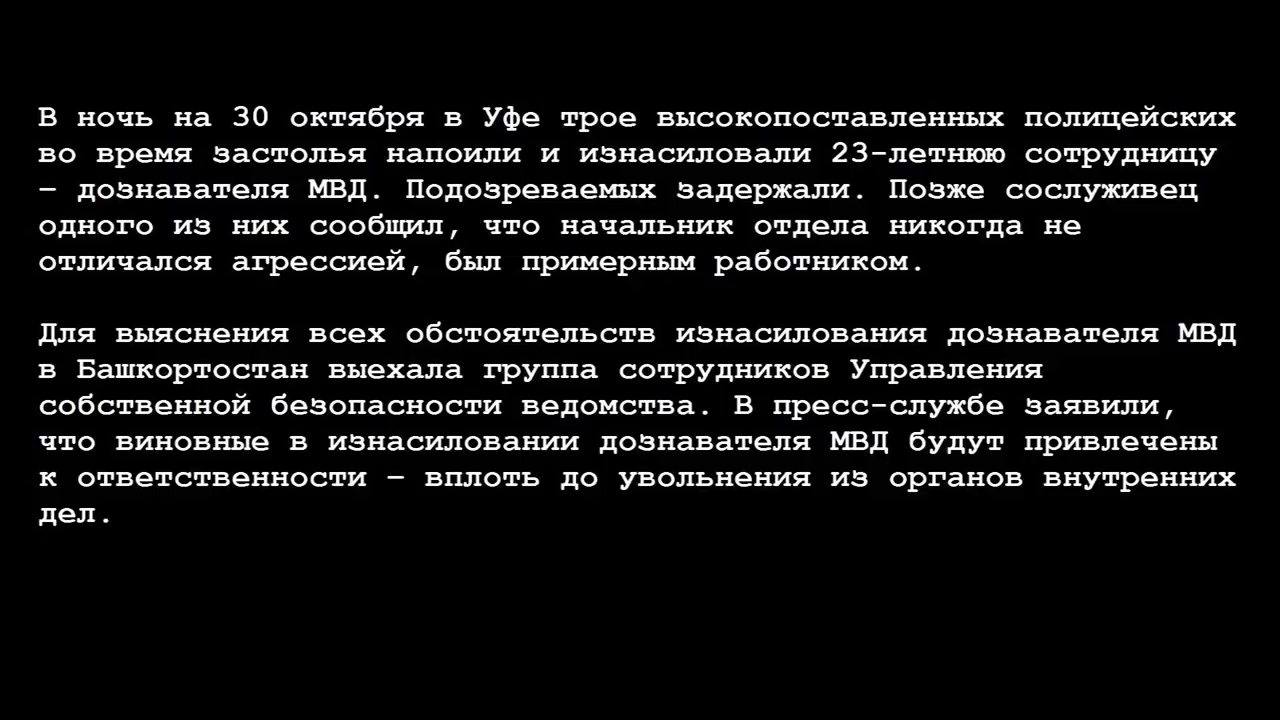 В ночь на 30 октября в Уфе трое высокопоставленных полицейских
во время застолья напоили и изнасиловали 23-летнюю сотрудницу
– дознавателя МВД. Подозреваемых задержали. Позже сослуживец
одного из них сообщил, что начальник отдела никогда не
отличался агрессией, был примерным работником.
Для выяснения всех обстоятельств изнасилования дознавателя МВД
в Башкортостан выехала группа сотрудников Управления
собственной безопасности ведомства. В пресс-службе заявили,
что виновные в изнасиловании дознавателя МВД будут привлечены
к ответственности – вплоть до увольнения из органов внутренних
дел.